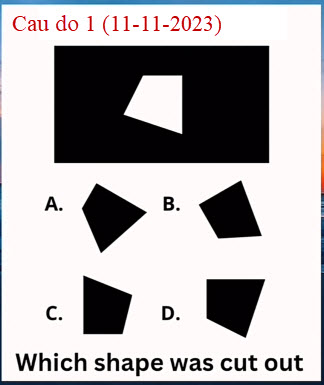 Cau do 1 (11-11-2023)
A. B.
C. D.
Which shape was cut out